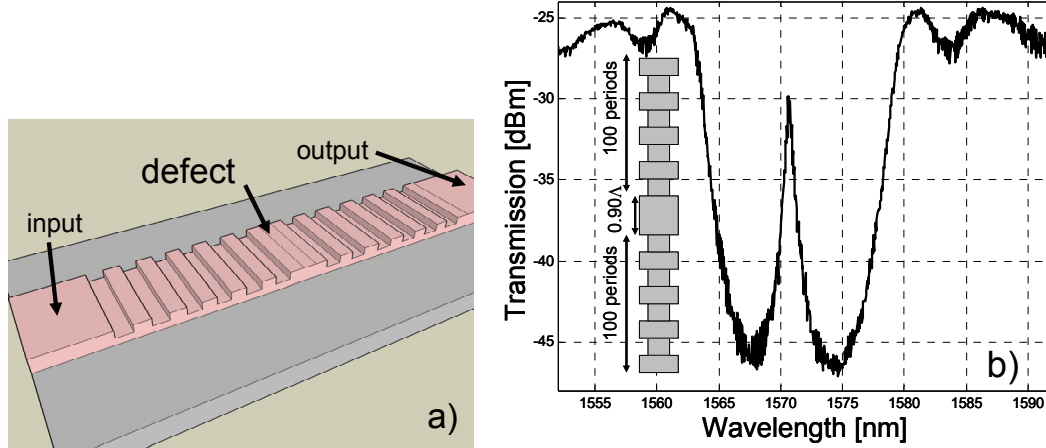 input
defect
output
a)
Transmission [dBm]
-25
-30
-35
-40
-45
100 periods
0.90Λ
100 periods
b)
1555 1560 1565 1570 1575 1580 1585 1590
Wavelength [nm]